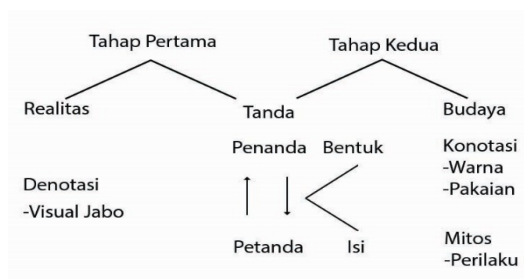 Tahap Pertama
Tahap Kedua
Realitas
Tanda
Budaya
Penanda
Bentuk
Konotasi
-Warna
-Pakaian
Denotasi
-Visual Jabo
Petanda
Isi
Mitos
-Perilaku